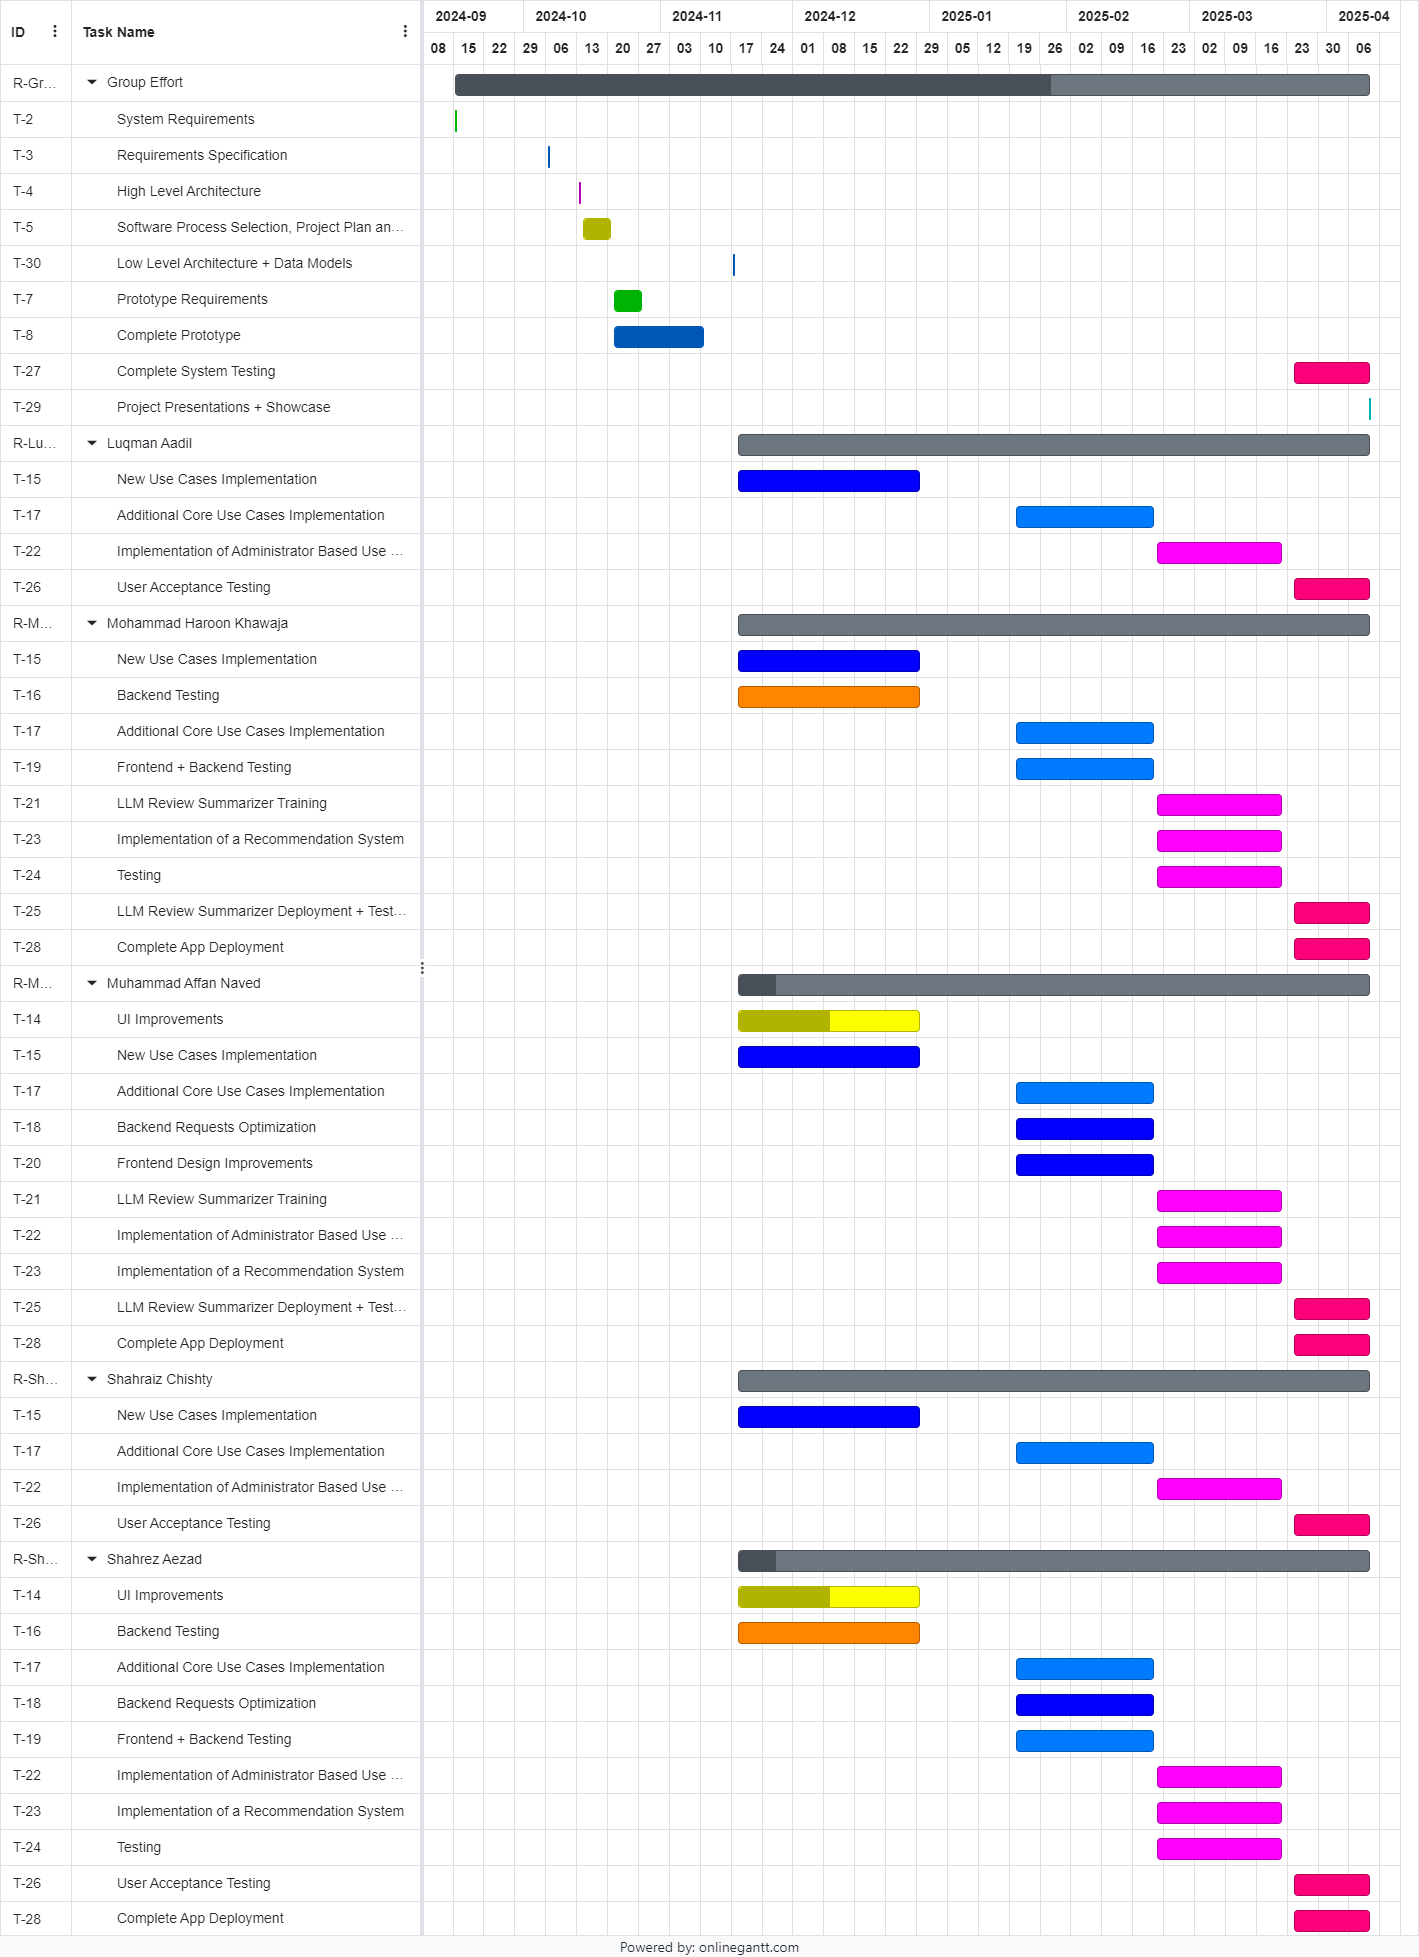 ID Task Name 2024-09 2024-10 2024-11 2024-12 2025-01 2025-02 2025-03 2025-04
08 15 22 29 06 13 20 27 03 10 17 24 01 08 15 22 29 05 12 19 26 02 09 16 23 02 09 16 23 30 06
R-Gr... Group Effort
T-2 System Requirements
T-3 Requirements Specification
T-4 High Level Architecture
T-5 Software Process Selection, Project Plan an...
T-30 Low Level Architecture + Data Models
T-7 Prototype Requirements
T-8 Complete Prototype
T-27 Complete System Testing
T-29 Project Presentations + Showcase
R-Lu... Luqman Aadil
T-15 New Use Cases Implementation
T-17 Additional Core Use Cases Implementation
T-22 Implementation of Administrator Based Use ...
T-26 User Acceptance Testing
R-M... Mohammad Haroon Khawaja
T-15 New Use Cases Implementation
T-16 Backend Testing
T-17 Additional Core Use Cases Implementation
T-19 Frontend + Backend Testing
T-21 LLM Review Summarizer Training
T-23 Implementation of a Recommendation System
T-24 Testing
T-25 LLM Review Summarizer Deployment + Test...
T-28 Complete App Deployment
R-M... Muhammad Affan Naved
T-14 UI Improvements
T-15 New Use Cases Implementation
T-17 Additional Core Use Cases Implementation
T-18 Backend Requests Optimization
T-20 Frontend Design Improvements
T-21 LLM Review Summarizer Training
T-22 Implementation of Administrator Based Use ...
T-23 Implementation of a Recommendation System
T-25 LLM Review Summarizer Deployment + Test...
T-28 Complete App Deployment
R-Sh... Shahraiz Chishty
T-15 New Use Cases Implementation
T-17 Additional Core Use Cases Implementation
T-22 Implementation of Administrator Based Use ...
T-26 User Acceptance Testing
R-Sh... Shahrez Aezad
T-14 UI Improvements
T-16 Backend Testing
T-17 Additional Core Use Cases Implementation
T-18 Backend Requests Optimization
T-19 Frontend + Backend Testing
T-22 Implementation of Administrator Based Use ...
T-23 Implementation of a Recommendation System
T-24 Testing
T-26 User Acceptance Testing
T-28 Complete App Deployment
Powered by: onlinegantt.com